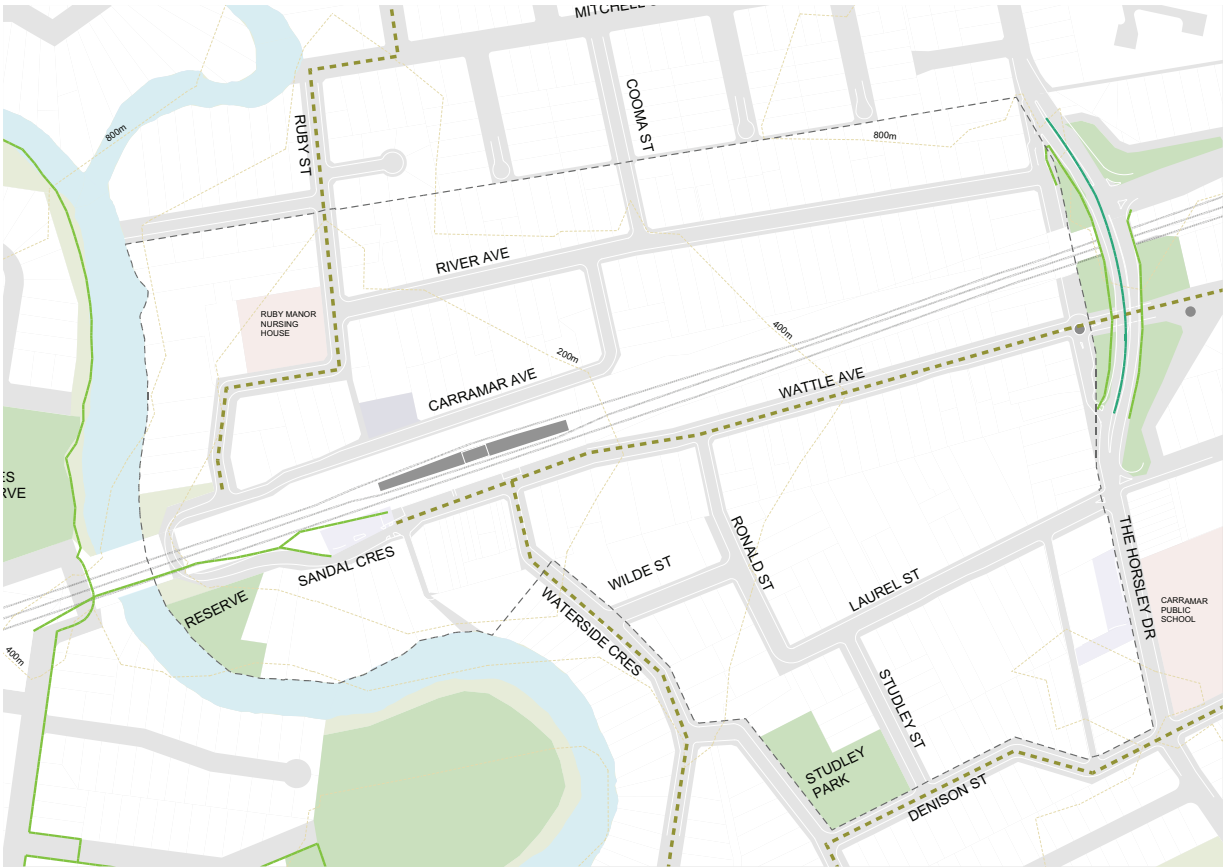 MITCHELL
800m
COOMA ST
RUBY ST
800m
RIVER AVE
RUBY MANOR
NURSING
HOUSE
400m
200m
CARRAMAR AVE
WATTLE AVE
ES
RVE
SANDAL CRES
RONALD ST
WILDE ST
LAUREL ST
THE HORSLEY DR
RESERVE
WATERSIDE CRES
CARRAMAR
PUBLIC
SCHOOL
400m
STUDLEY ST
STUDLEY
PARK
DENISON ST